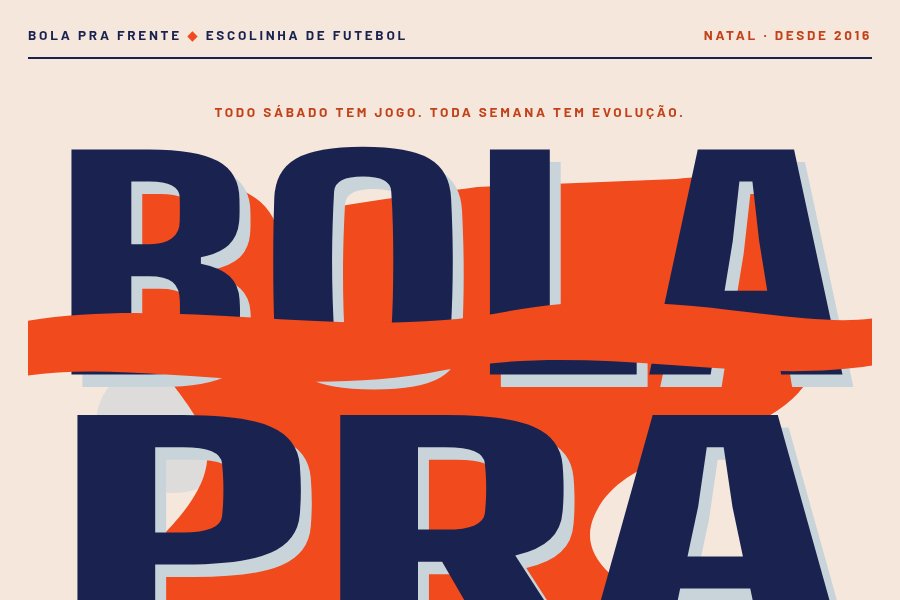 BOLA PRA FRENTE ◆ ESCOLINHA DE FUTEBOL
NATAL · DESDE 2016
TODO SÁBADO TEM JOGO. TODA SEMANA TEM EVOLUÇÃO.
BOLA
PRA